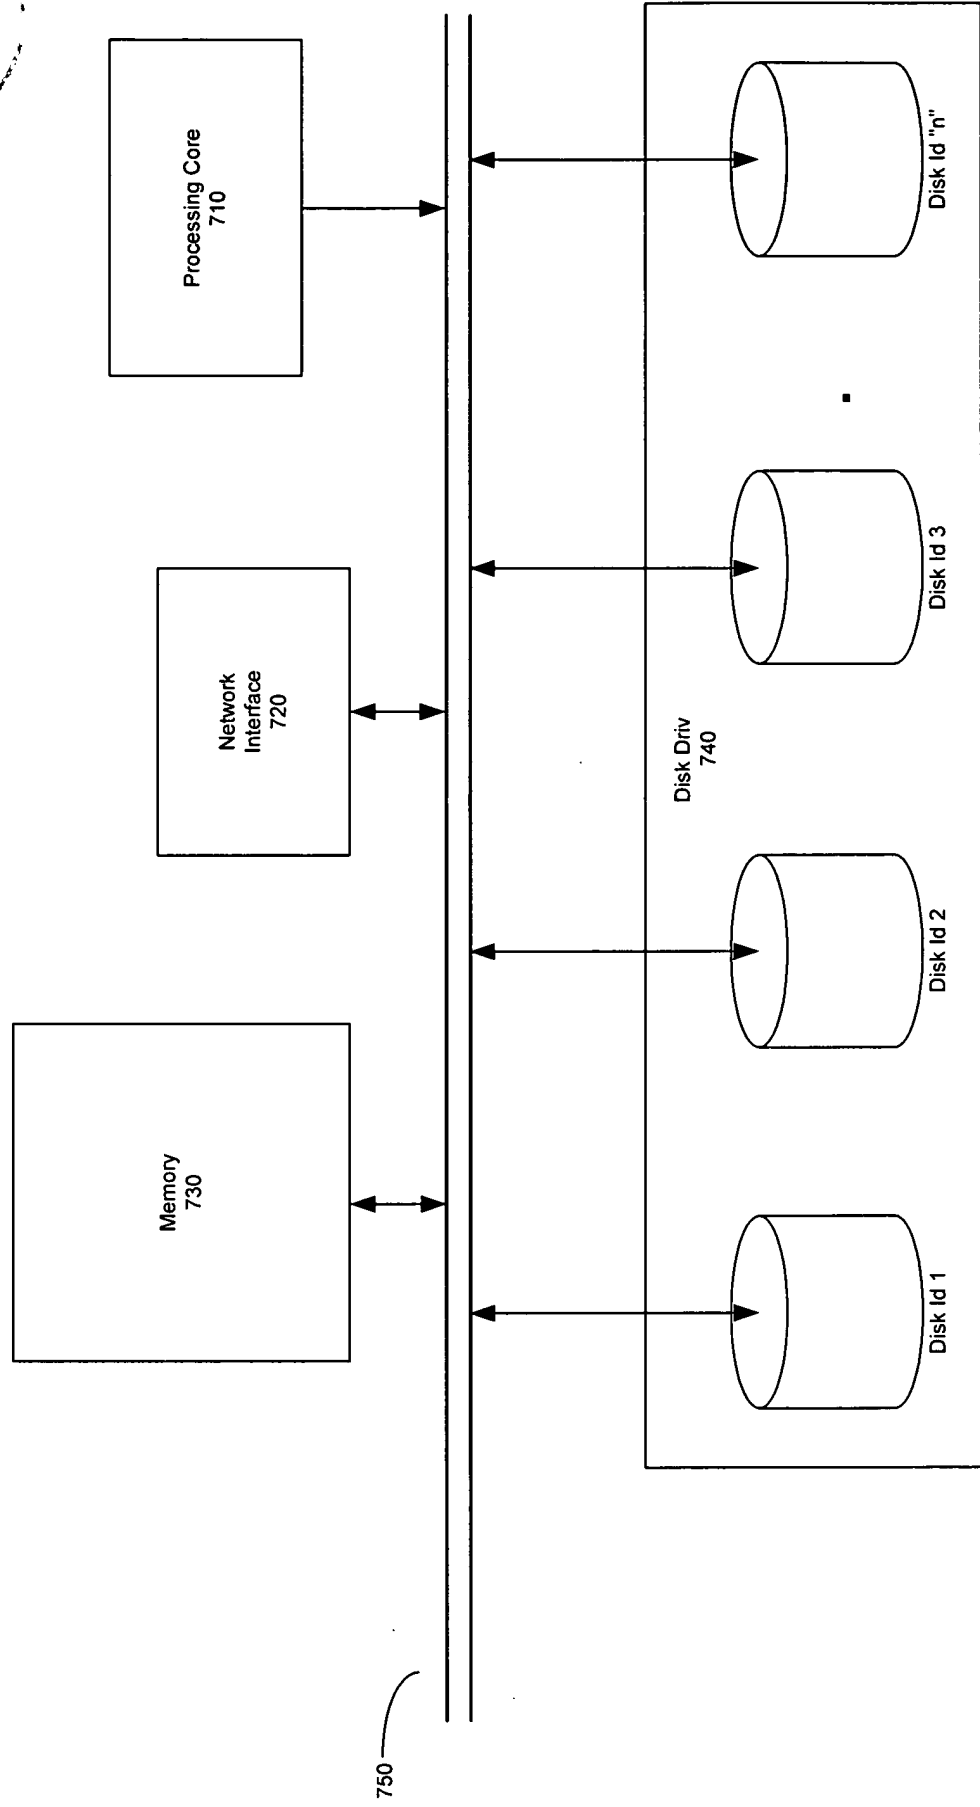 Memory
730
Network
Interface
720
Processing Core
710
750
Disk Driv
740
Disk Id 1
Disk Id 2
Disk Id 3
Disk Id "n"